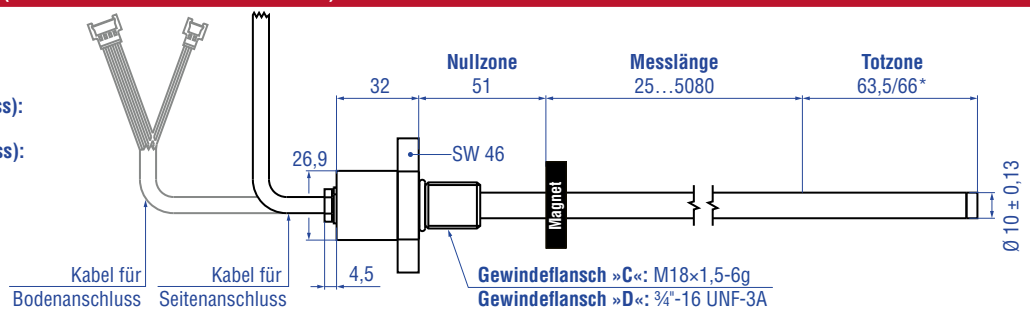 ss):
ss):
Nullzone
Messlänge
Totzone
32
51
25…5080
63,5/66*
26,9
SW 46
Magnet
Ø 10 ± 0,13
4,5
Kabel für
Bodenanschluss
Kabel für
Seitenanschluss
Gewindeflansch »C«: M18×1,5-6g
Gewindeflansch »D«: ¾"-16 UNF-3A